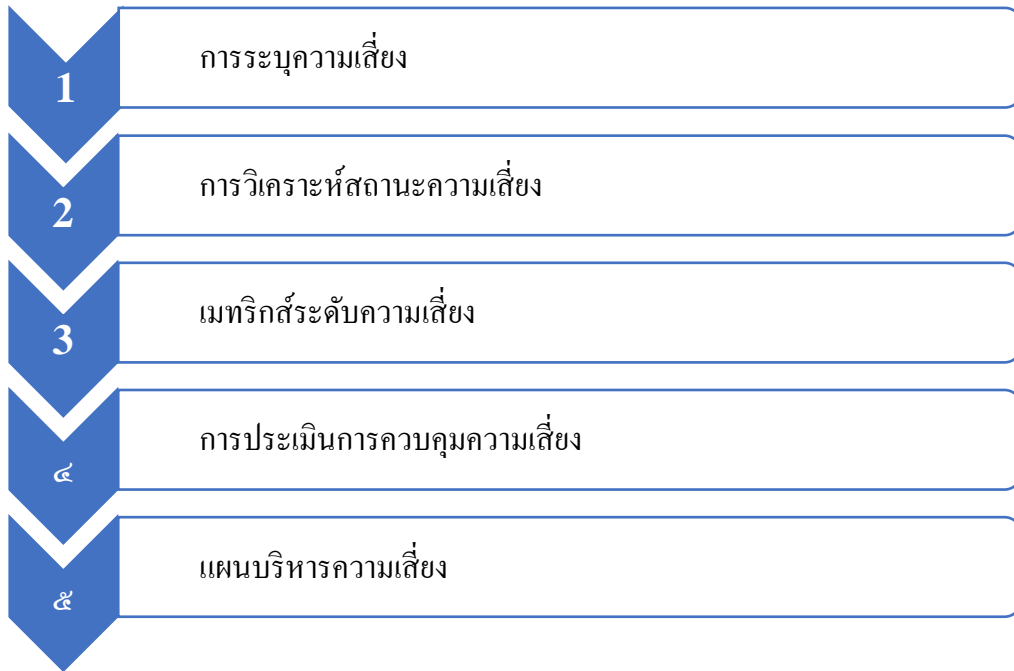 1
การระบุความเสี่ยง
2
การวิเคราะห์สถานะความเสี่ยง
3
เมทริกส์ระดับความเสี่ยง
๔
การประเมินการควบคุมความเสี่ยง
๕
แผนบริหารความเสี่ยง